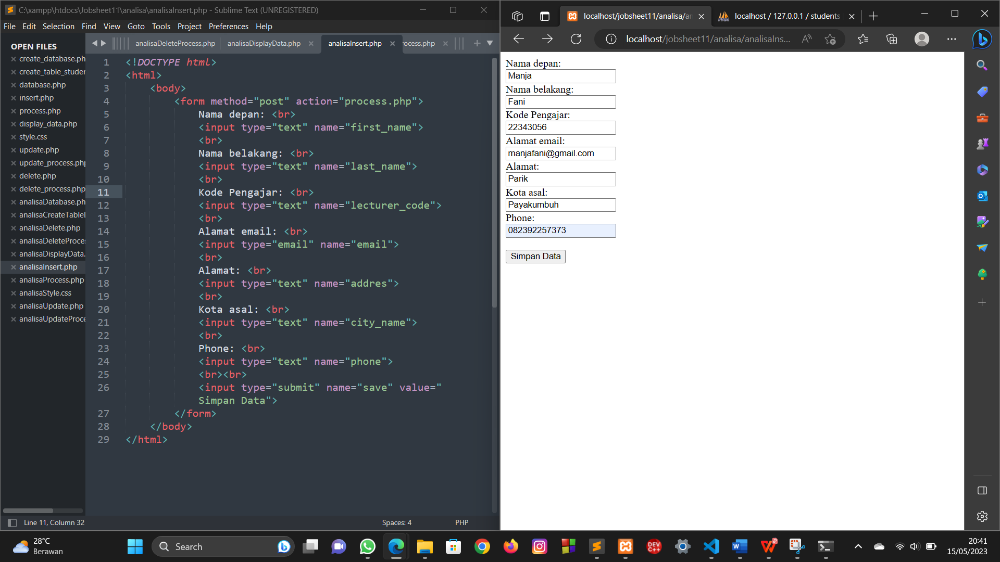 C:\xampp\htdocs\Jobsheet11\analisa\analisaInsert.php - Sublime Text (UNREGISTERED)
File Edit Selection Find View Goto Tools Project Preferences Help
OPEN FILES
create_database.ph
create_table_studer
database.php
insert.php
process.php
display_data.php
style.css
update.php
update_process.php
delete.php
delete_process.php
analisaDatabase.ph
analisaCreateTablel
analisaDelete.php
analisaDeleteProces
analisaDisplayData.
analisaInsert.php
analisaProcess.php
analisaStyle.css
analisaUpdate.php
analisaUpdateProce
analisaDeleteProcess.php analisaDisplayData.php analisaInsert.php rocess.php
1 <!DOCTYPE html>
2 <html>
3 <body>
4 <form method="post" action="process.php">
5 Nama depan: <br>
6 <input type="text" name="first_name">
7 <br>
8 Nama belakang: <br>
9 <input type="text" name="last_name">
10 <br>
11 Kode Pengajar: <br>
12 <input type="text" name="lecturer_code">
13 <br>
14 Alamat email: <br>
15 <input type="email" name="email">
16 <br>
17 Alamat: <br>
18 <input type="text" name="addres">
19 <br>
20 Kota asal: <br>
21 <input type="text" name="city_name">
22 <br>
23 Phone: <br>
24 <input type="text" name="phone">
25 <br><br>
26 <input type="submit" name="save" value="
Simpan Data">
27 </form>
28 </body>
29 </html>
Line 11, Column 32 Spaces: 4 PHP
localhost/jobsheet11/analisa/an localhost / 127.0.0.1 / students
localhost/jobsheet11/analisa/analisaIns...
Nama depan:
Manja
Nama belakang:
Fani
Kode Pengajar:
22343056
Alamat email:
manjafani@gmail.com
Alamat:
Parik
Kota asal:
Payakumbuh
Phone:
082392257373
Simpan Data
28°C
Berawan
Search
DEV
C++
20:41
15/05/2023